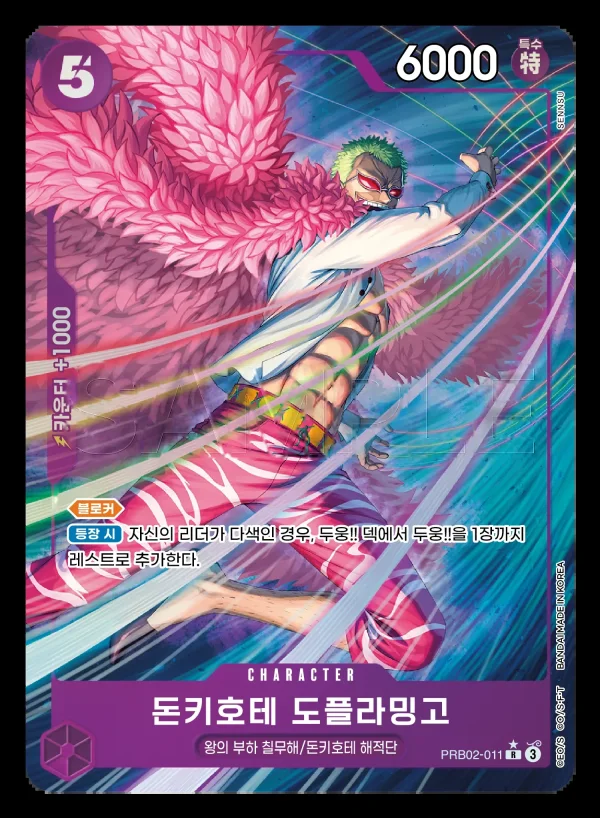 5
6000
특수
特
SENNSU
카운터 +1000
SAMPLE
블로커
등장 시 자신의 리더가 다색인 경우, 두웅!! 덱에서 두웅!!을 1장까지
레스트로 추가한다.
CHARACTER
돈키호테 도플라밍고
왕의 부하 칠무해/돈키호테 해적단
PRB02-011 R 3
©EO/S ©O/S·F·T BANDAI MADE IN KOREA